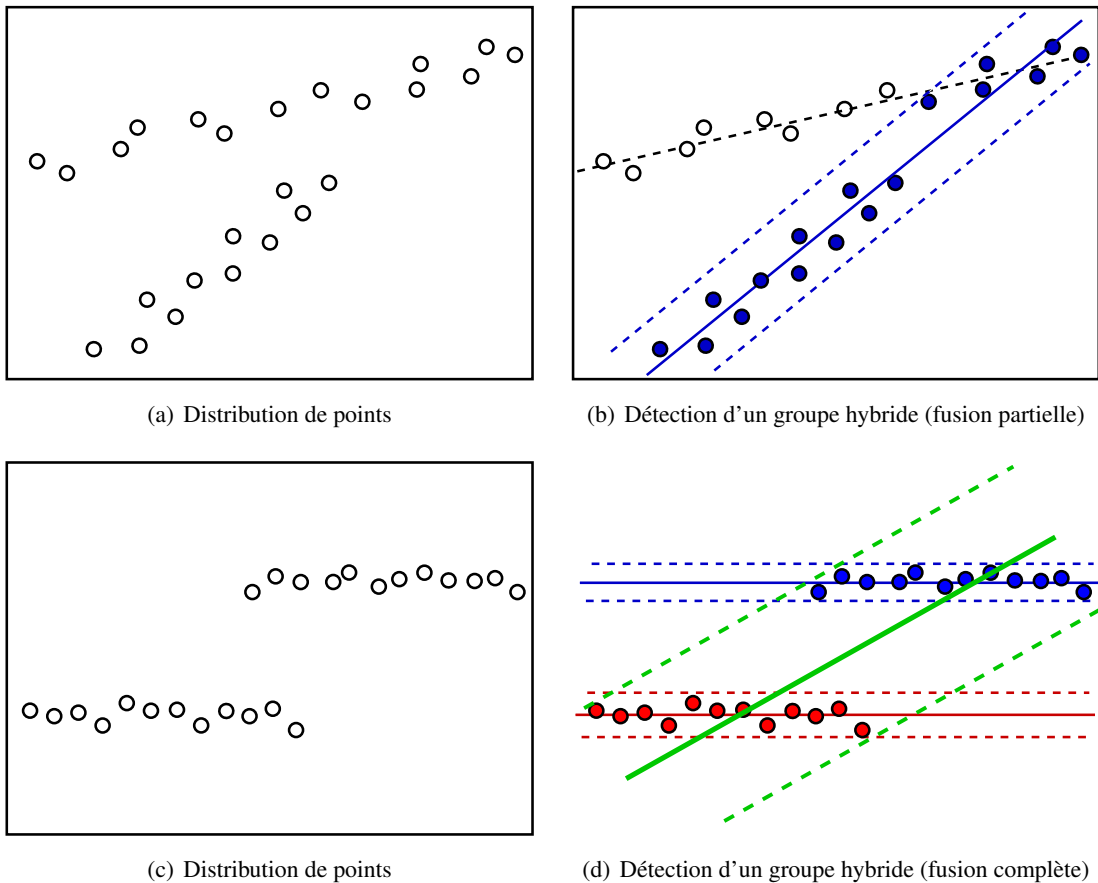 (a) Distribution de points
(b) Détection d'un groupe hybride (fusion partielle)
(c) Distribution de points
(d) Détection d'un groupe hybride (fusion complète)